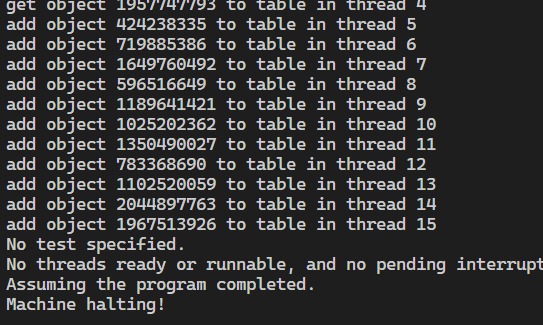 get object 1957747793 to table in thread 4
add object 424238335 to table in thread 5
add object 719885386 to table in thread 6
add object 1649760492 to table in thread 7
add object 596516649 to table in thread 8
add object 1189641421 to table in thread 9
add object 1025202362 to table in thread 10
add object 1350490027 to table in thread 11
add object 783368690 to table in thread 12
add object 1102520059 to table in thread 13
add object 2044897763 to table in thread 14
add object 1967513926 to table in thread 15
No test specified.
No threads ready or runnable, and no pending interrupt
Assuming the program completed.
Machine halting!